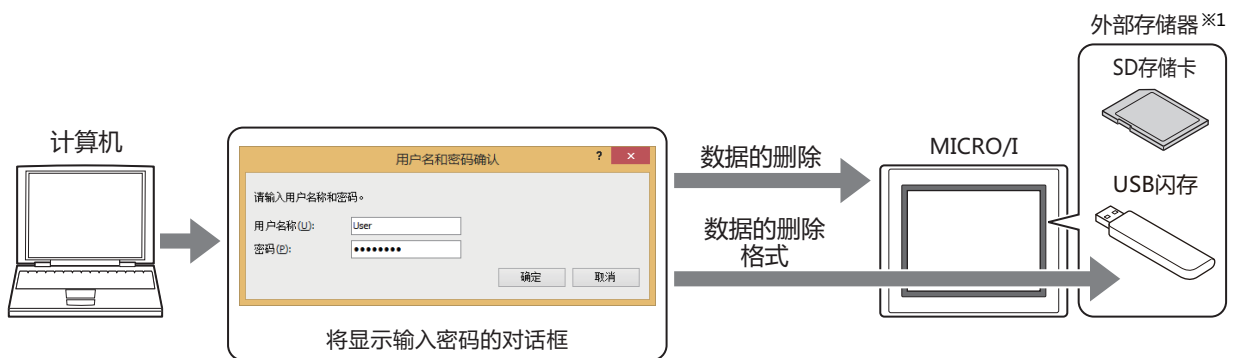 外部存储器※1
SD存储卡
计算机
用户名和密码确认
? ×
请输入用户名称和密码。
用户名称(U):
User
密码(P):
••••••••
确定
取消
将显示输入密码的对话框
数据的删除
数据的删除
格式
MICRO/I
USB闪存